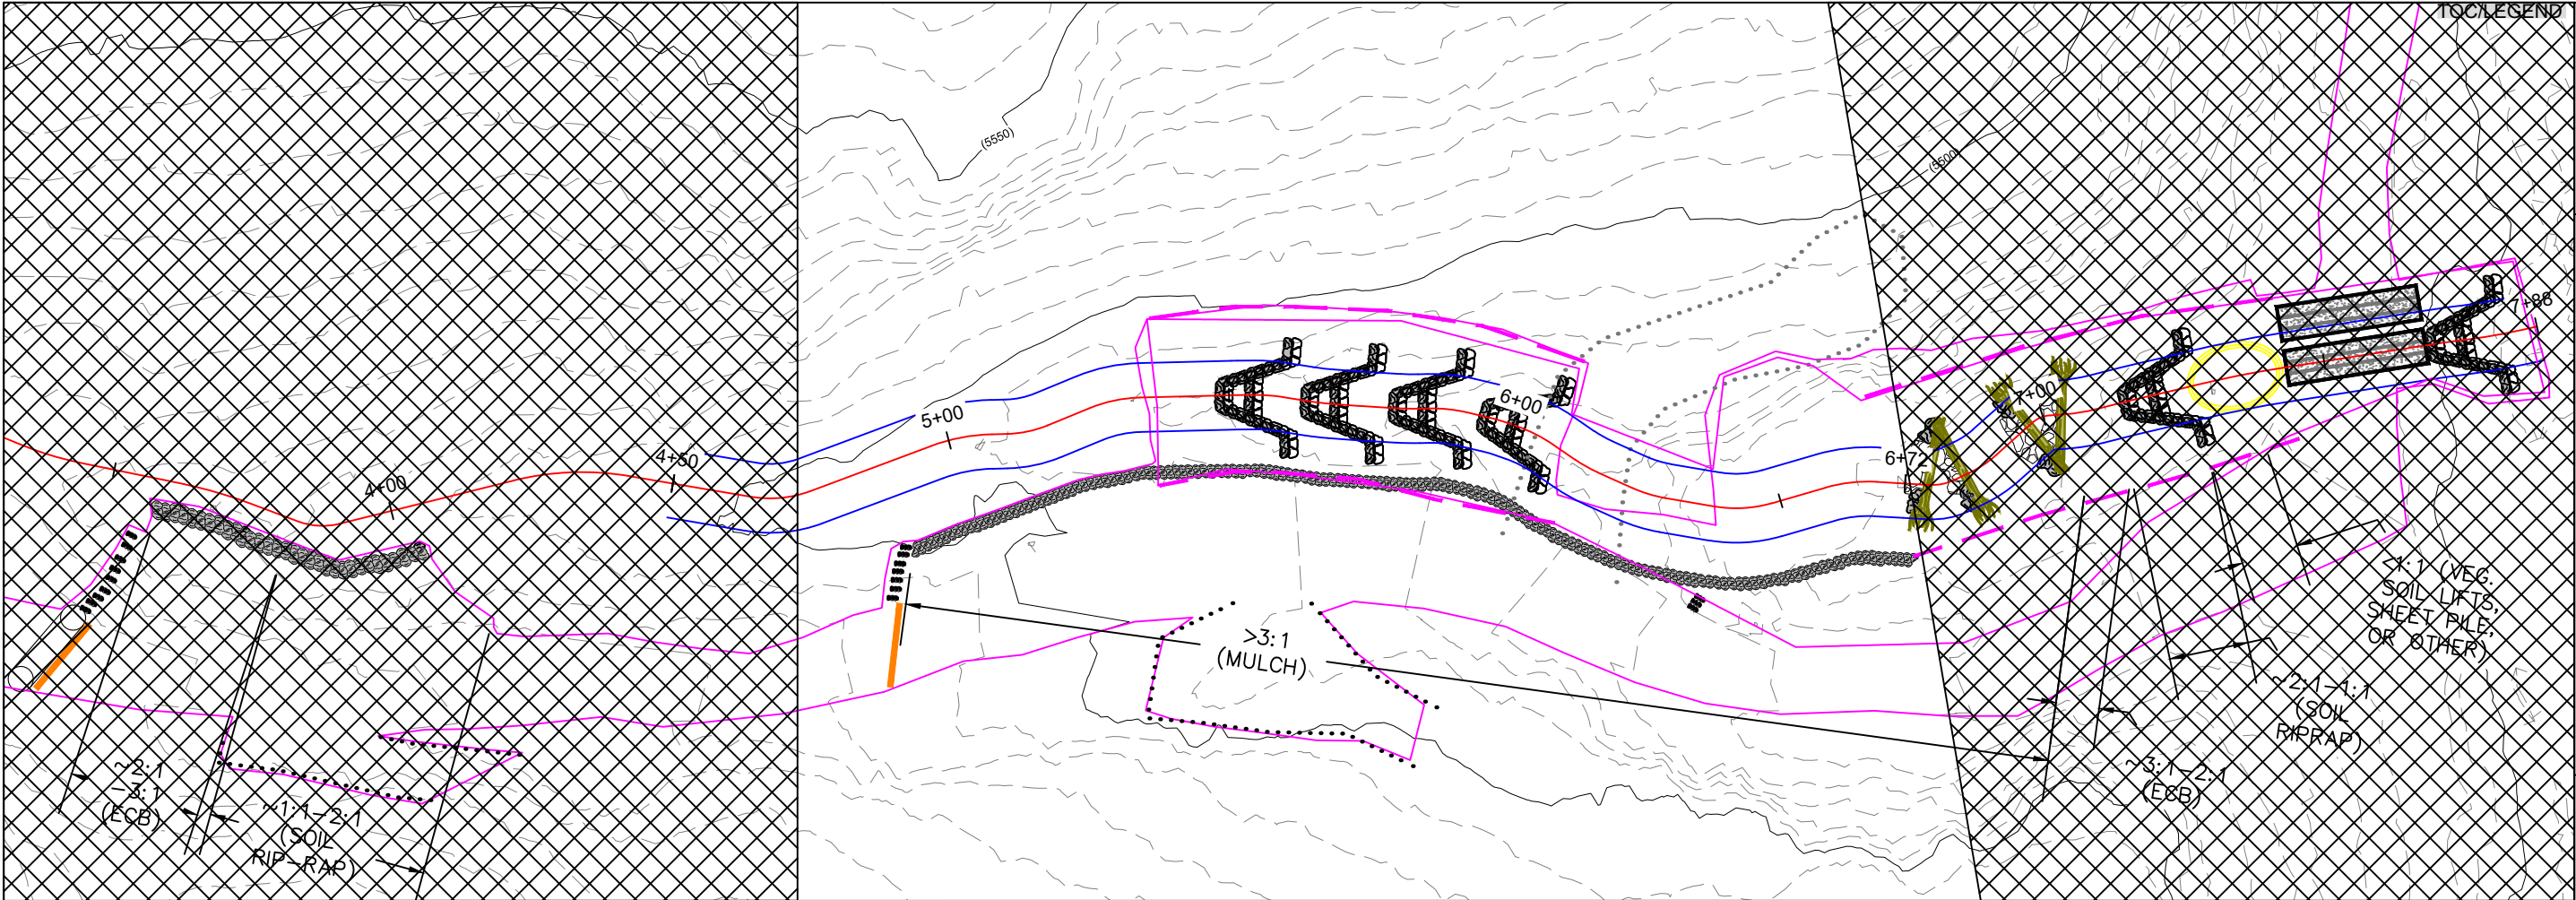 TOC/LEGEND
(5550)
(5500)
7+88
7+00
6+00
5+00
4+50
6+72
4+00
<1:1 (VEG.
SOIL LIFTS,
SHEET PILE,
OR OTHER)
>3:1
(MULCH)
~2:1-1:1
(SOIL
RIPRAP)
~3:1-2:1
(ECB)
~2:1
-3:1
(ECB)
~1:1-2:1
(SOIL
RIP-RAP)